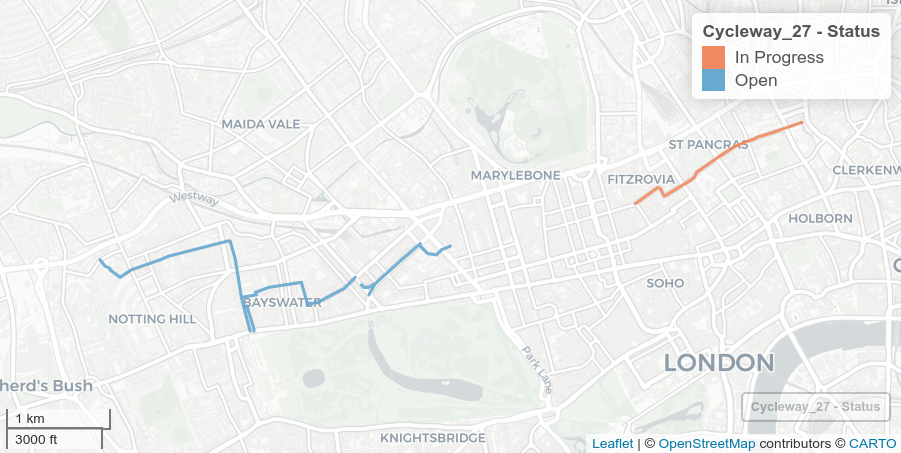 Cycleway_27 - Status
In Progress
Open
MAIDA VALE
ST PANCRAS
MARYLEBONE
FITZROVIA
CLERKENW
Westway
HOLBORN
BAYSWATER
SOHO
NOTTING HILL
Park Lane
LONDON
herd's Bush
Cycleway_27 - Status
1 km
3000 ft
KNIGHTSBRIDGE
Leaflet | © OpenStreetMap contributors © CARTO